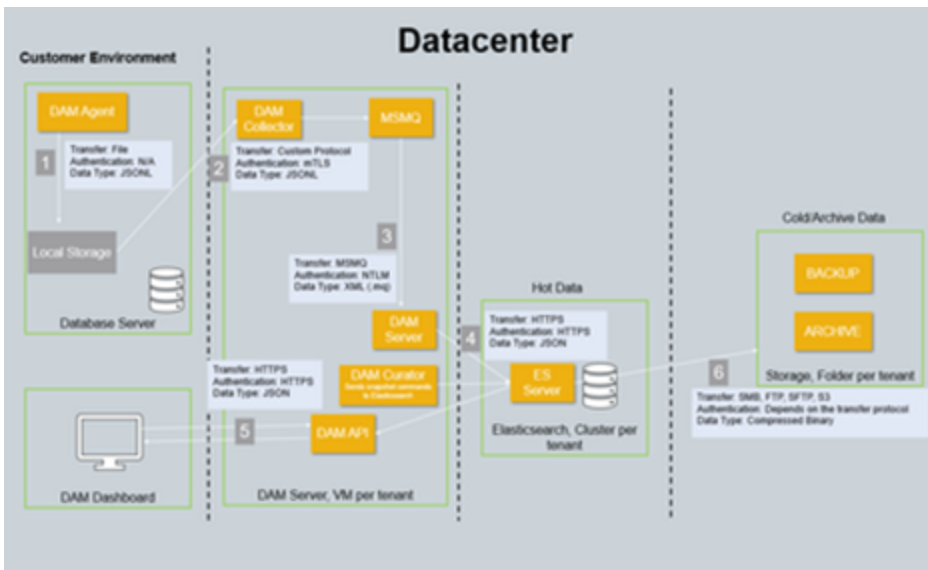 Datacenter
Customer Environment
DAM Agent
1
Transfer: File
Authentication: N/A
Data Type: JSONL
Local Storage
Database Server
DAM Dashboard
DAM
Collector
MSMQ
2
Transfer: Custom Protocol
Authentication: mTLS
Data Type: JSONL
3
Transfer: MSMQ
Authentication: NTLM
Data Type: XML (.mq)
DAM
Server
Transfer: HTTPS
Authentication: HTTPS
Data Type: JSON
DAM Curator
Sends snapshot commands
to Elasticsearch
5
DAM API
DAM Server, VM per tenant
Hot Data
4
Transfer: HTTPS
Authentication: HTTPS
Data Type: JSON
ES
Server
Elasticsearch, Cluster per
tenant
Cold/Archive Data
BACKUP
ARCHIVE
Storage, Folder per tenant
6
Transfer: SMB, FTP, SFTP, S3
Authentication: Depends on the transfer protocol
Data Type: Compressed Binary